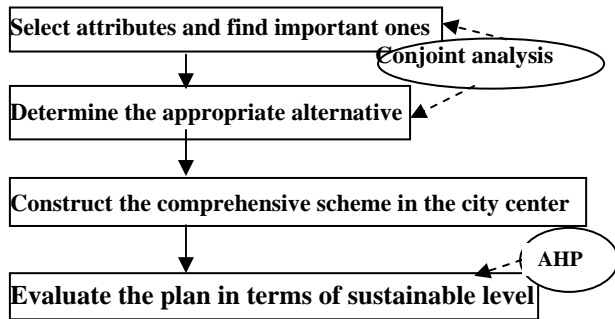 Select attributes and find important ones
Conjoint analysis
Determine the appropriate alternative
Construct the comprehensive scheme in the city center
AHP
Evaluate the plan in terms of sustainable level